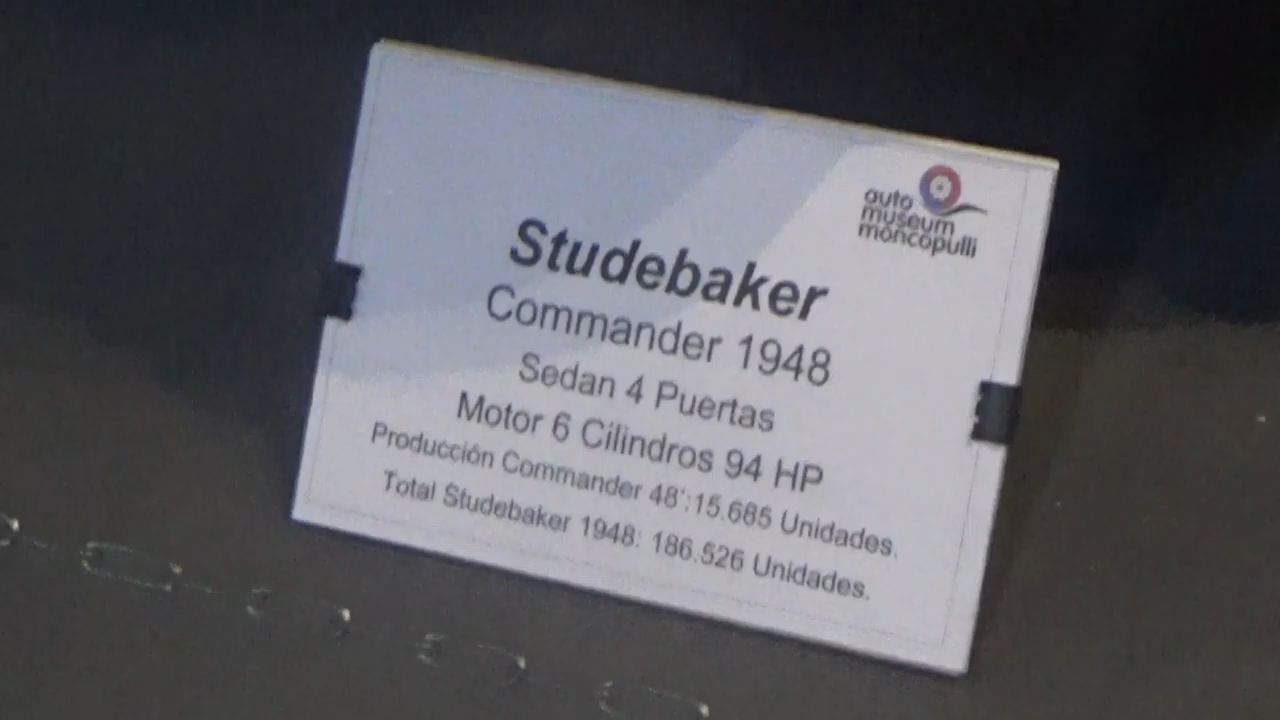 auto
museum
moncopulli
Studebaker
Commander 1948
Sedan 4 Puertas
Motor 6 Cilindros 94 HP
Producción Commander 48':15.685 Unidades.
Total Studebaker 1948: 186.526 Unidades.